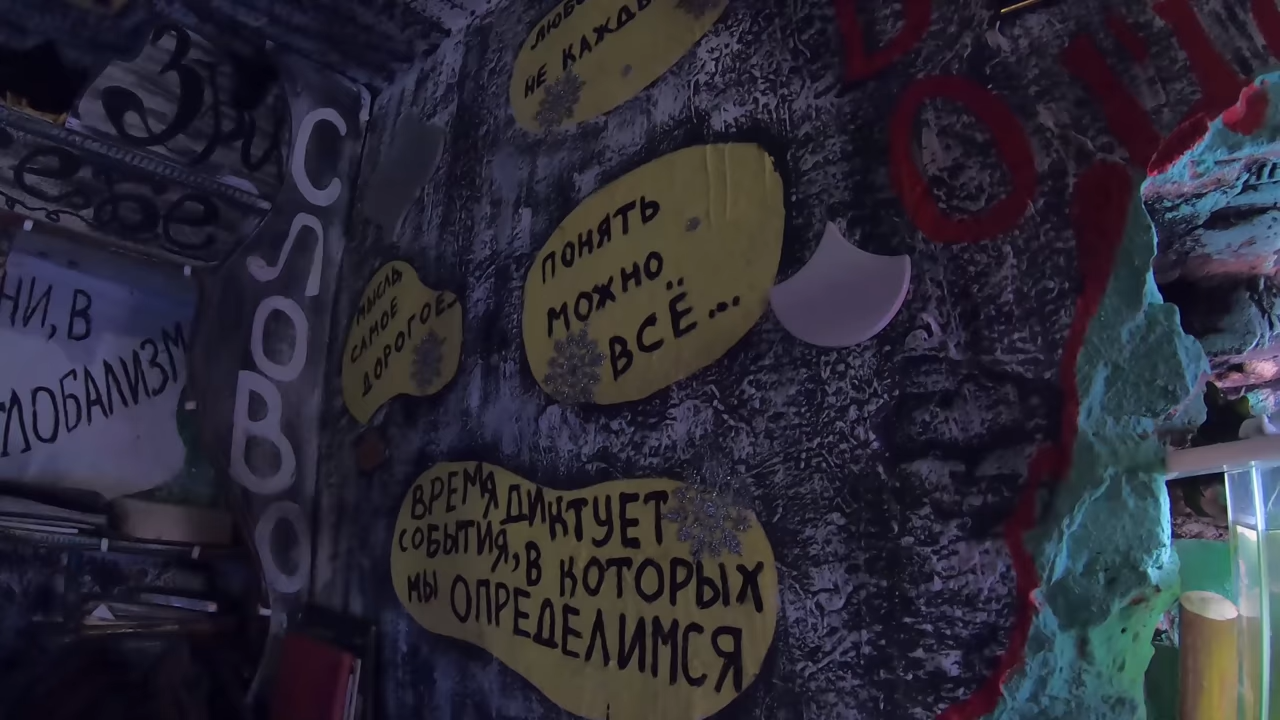 СЛОВО
НЕ КАЖДЫ
ПОНЯТЬ
МОЖНО..
ВСЁ...
МЫСЛЬ,
САМОЕ
ДОРОГОЕ..
ВРЕМЯ ДИКТУЕТ
СОБЫТИЯ, В КОТОРЫХ
МЫ ОПРЕДЕЛИМСЯ
НИ, В
ГЛОБАЛИЗМ